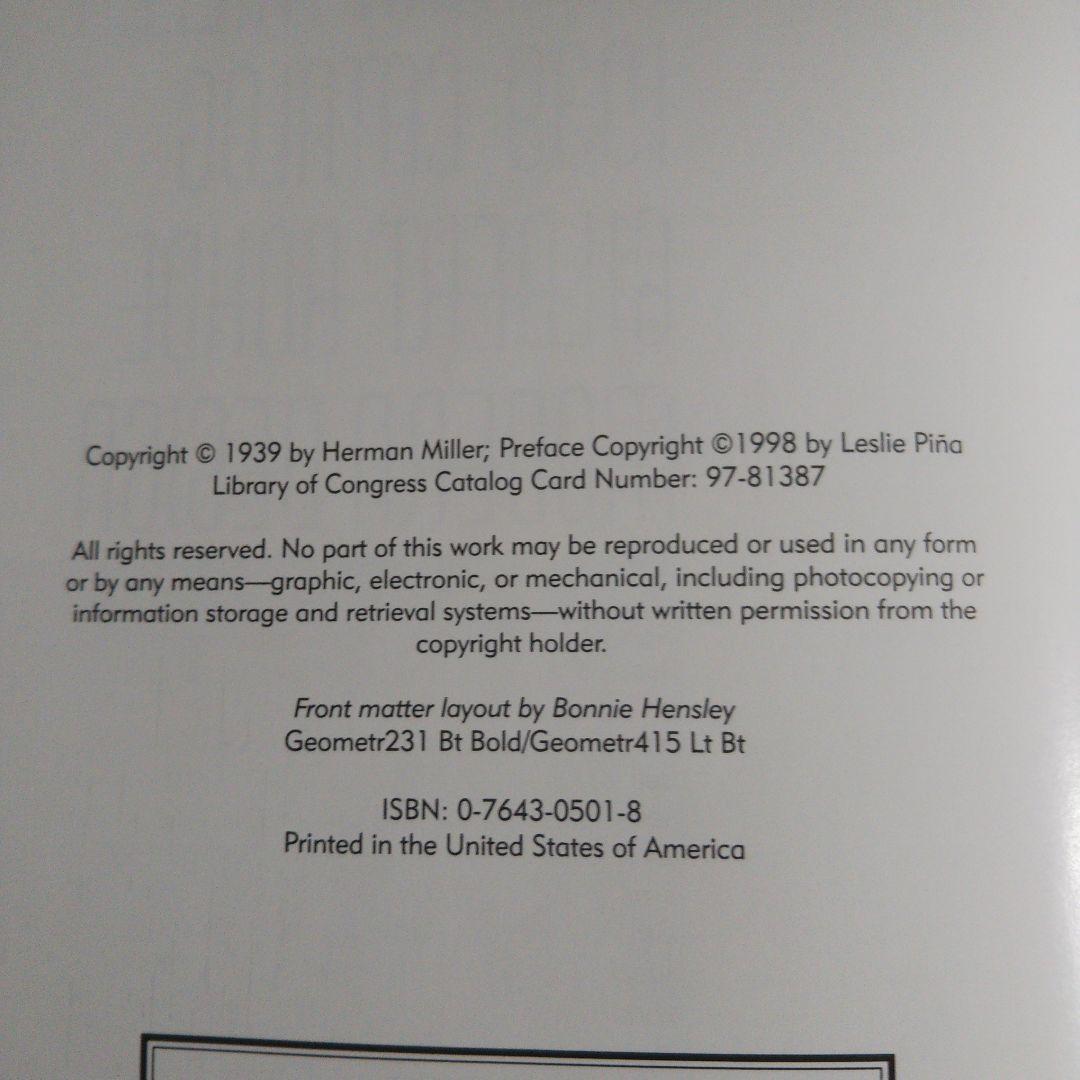 Copyright © 1939 by Herman Miller; Preface Copyright ©1998 by Leslie Piña
Library of Congress Catalog Card Number: 97-81387
All rights reserved. No part of this work may be reproduced or used in any form
or by any means—graphic, electronic, or mechanical, including photocopying or
information storage and retrieval systems—without written permission from the
copyright holder.
Front matter layout by Bonnie Hensley
Geometr231 Bt Bold/Geometr415 Lt Bt
ISBN: 0-7643-0501-8
Printed in the United States of America